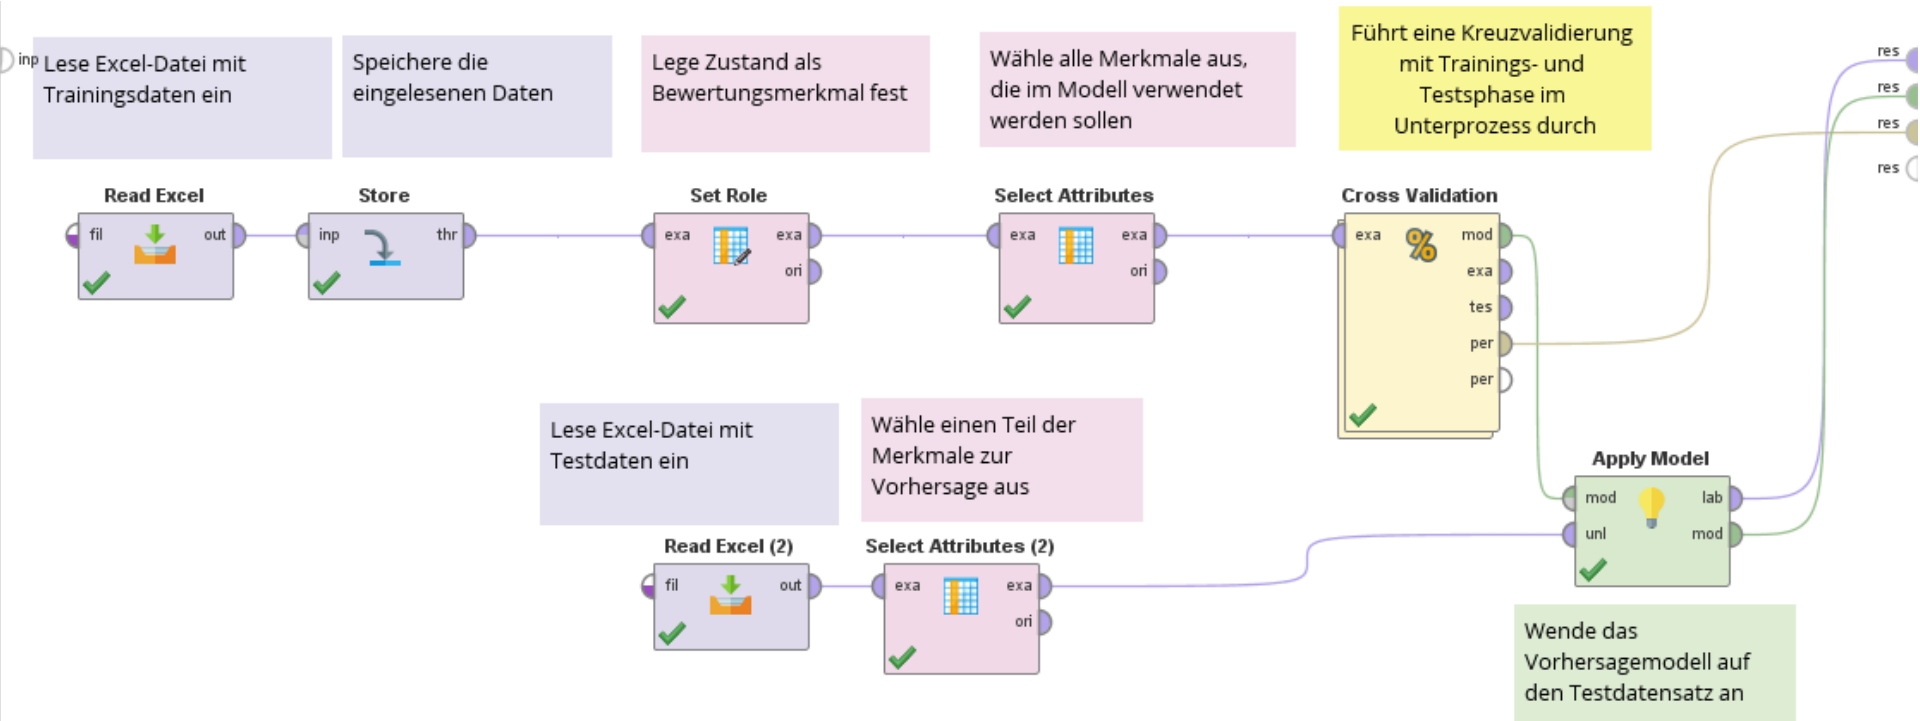 inp
Lese Excel-Datei mit
Trainingsdaten ein
Speichere die
eingelesenen Daten
Lege Zustand als
Bewertungsmerkmal fest
Wähle alle Merkmale aus,
die im Modell verwendet
werden sollen
Führt eine Kreuzvalidierung
mit Trainings- und
Testsphase im
Unterprozess durch
res
res
res
res
Read Excel
fil
out
Store
inp
thr
Set Role
exa
exa
ori
Select Attributes
exa
exa
ori
Cross Validation
exa
mod
exa
tes
per
per
%
Lese Excel-Datei mit
Testdaten ein
Wähle einen Teil der
Merkmale zur
Vorhersage aus
Read Excel (2)
fil
out
Select Attributes (2)
exa
exa
ori
Apply Model
mod
lab
unl
mod
Wende das
Vorhersagemodell auf
den Testdatensatz an